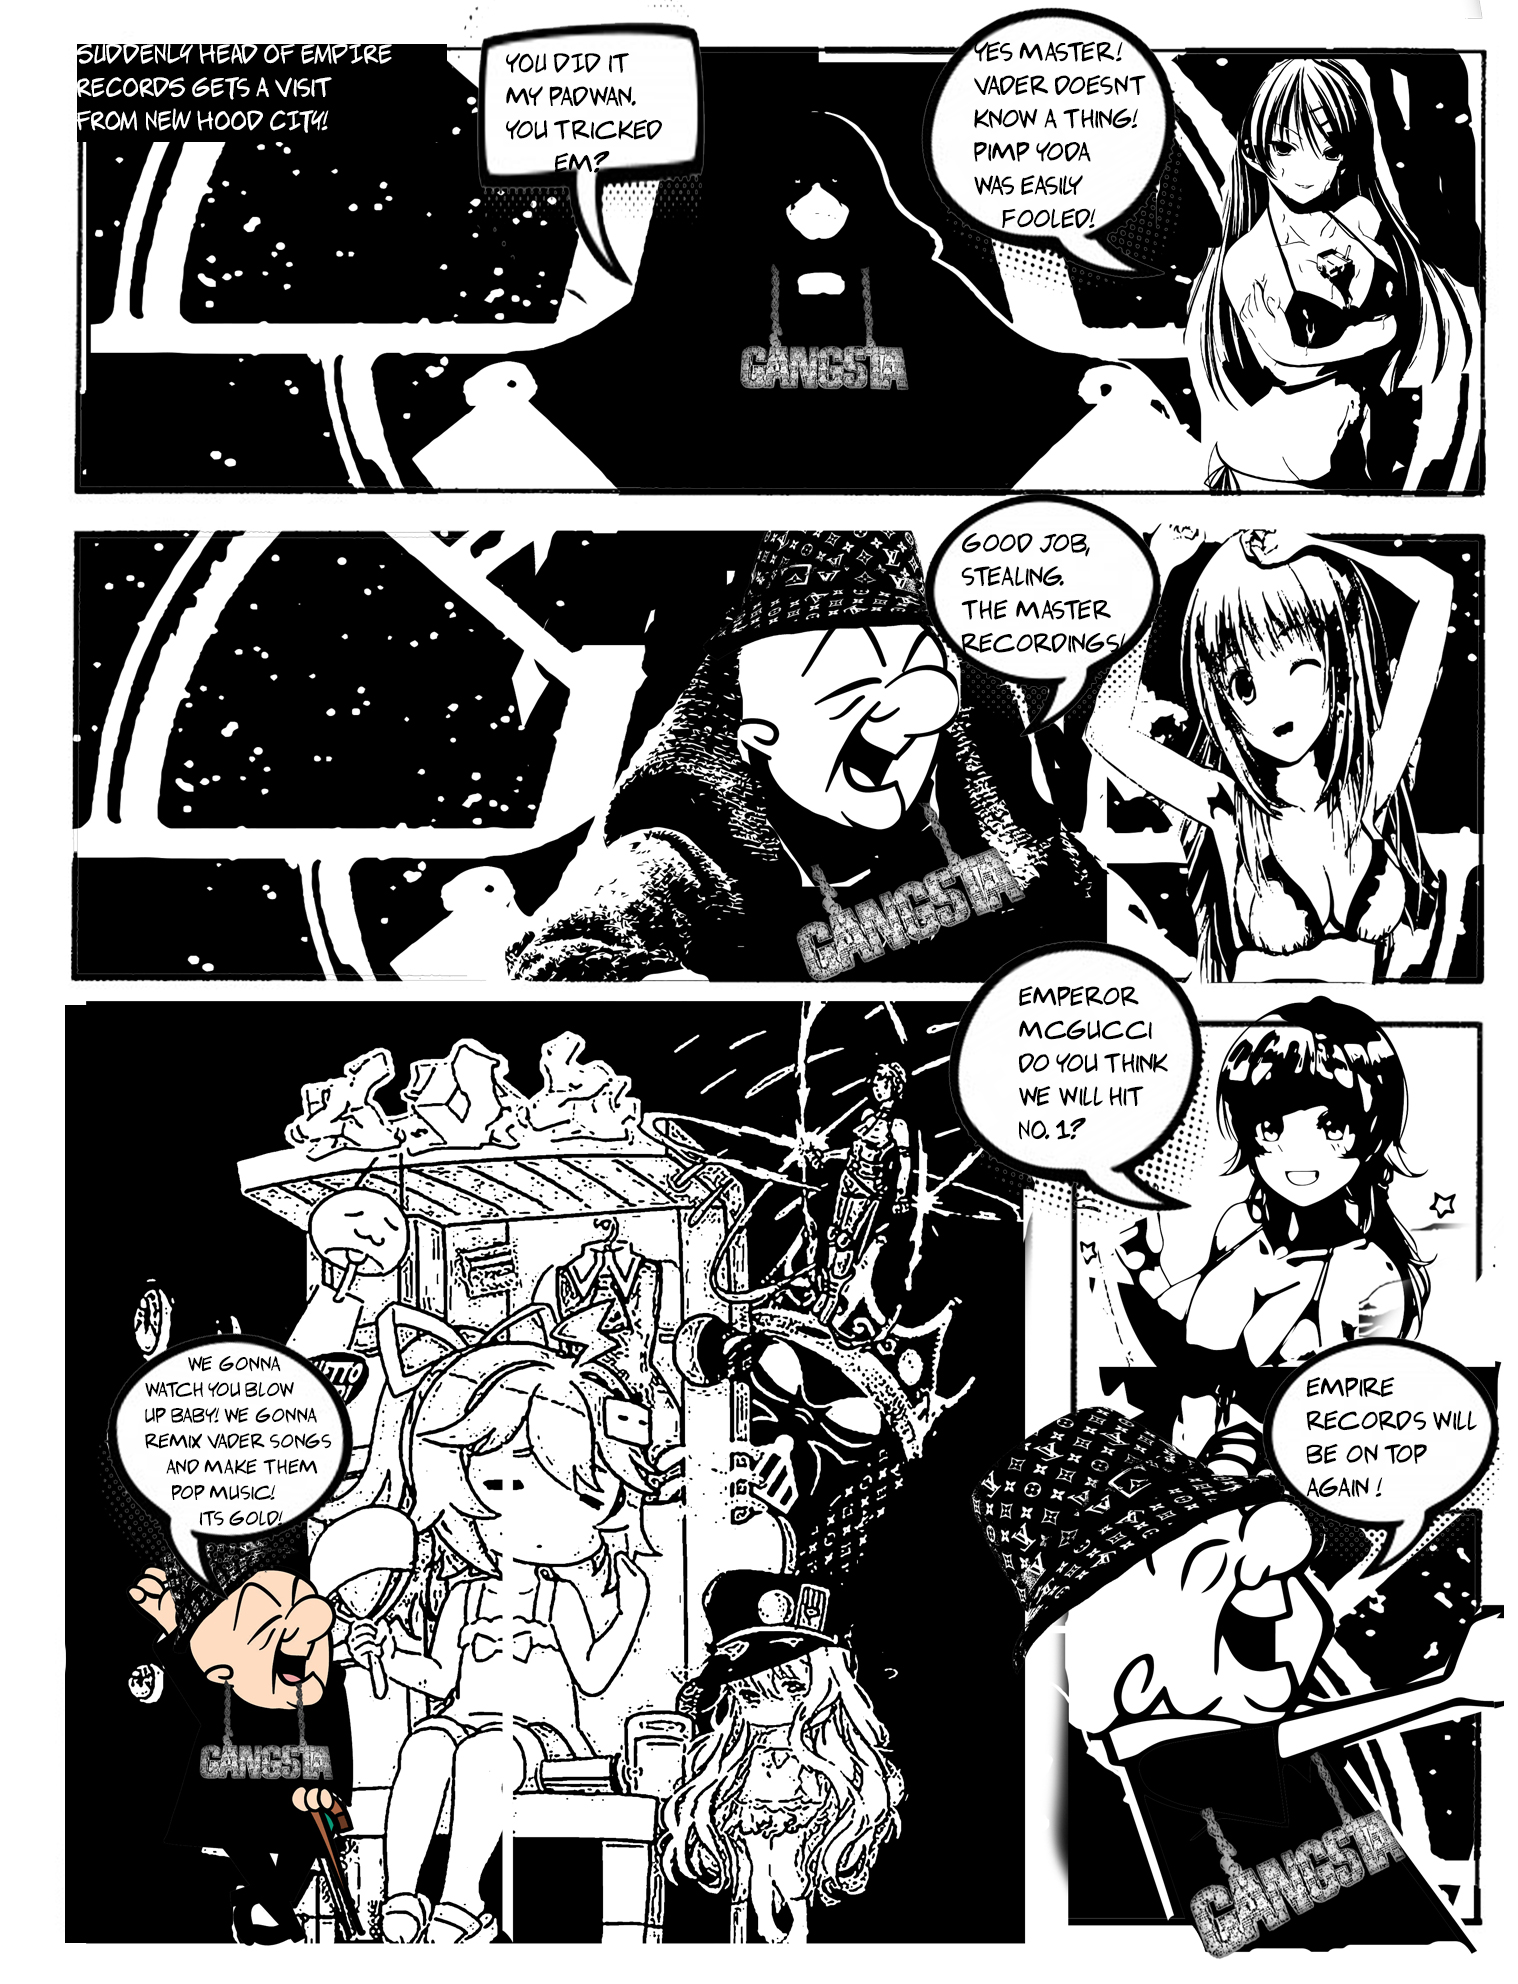 SUDDENLY HEAD OF EMPIRE
RECORDS GETS A VISIT
FROM NEW HOOD CITY!
YOU DID IT
MY PADWAN.
YOU TRICKED
EM?
YES MASTER!
VADER DOESNT
KNOW A THING!
PIMP YODA
WAS EASILY
FOOLED!
GANGSTA
GOOD JOB,
STEALING.
THE MASTER
RECORDINGS!
GANGSTA
EMPEROR
MCGUCCI
DO YOU THINK
WE WILL HIT
NO. 1?
WE GONNA
WATCH YOU BLOW
UP BABY! WE GONNA
REMIX VADER SONGS
AND MAKE THEM
POP MUSIC!
ITS GOLD!
GANGSTA
EMPIRE
RECORDS WILL
BE ON TOP
AGAIN!
GANGSTA